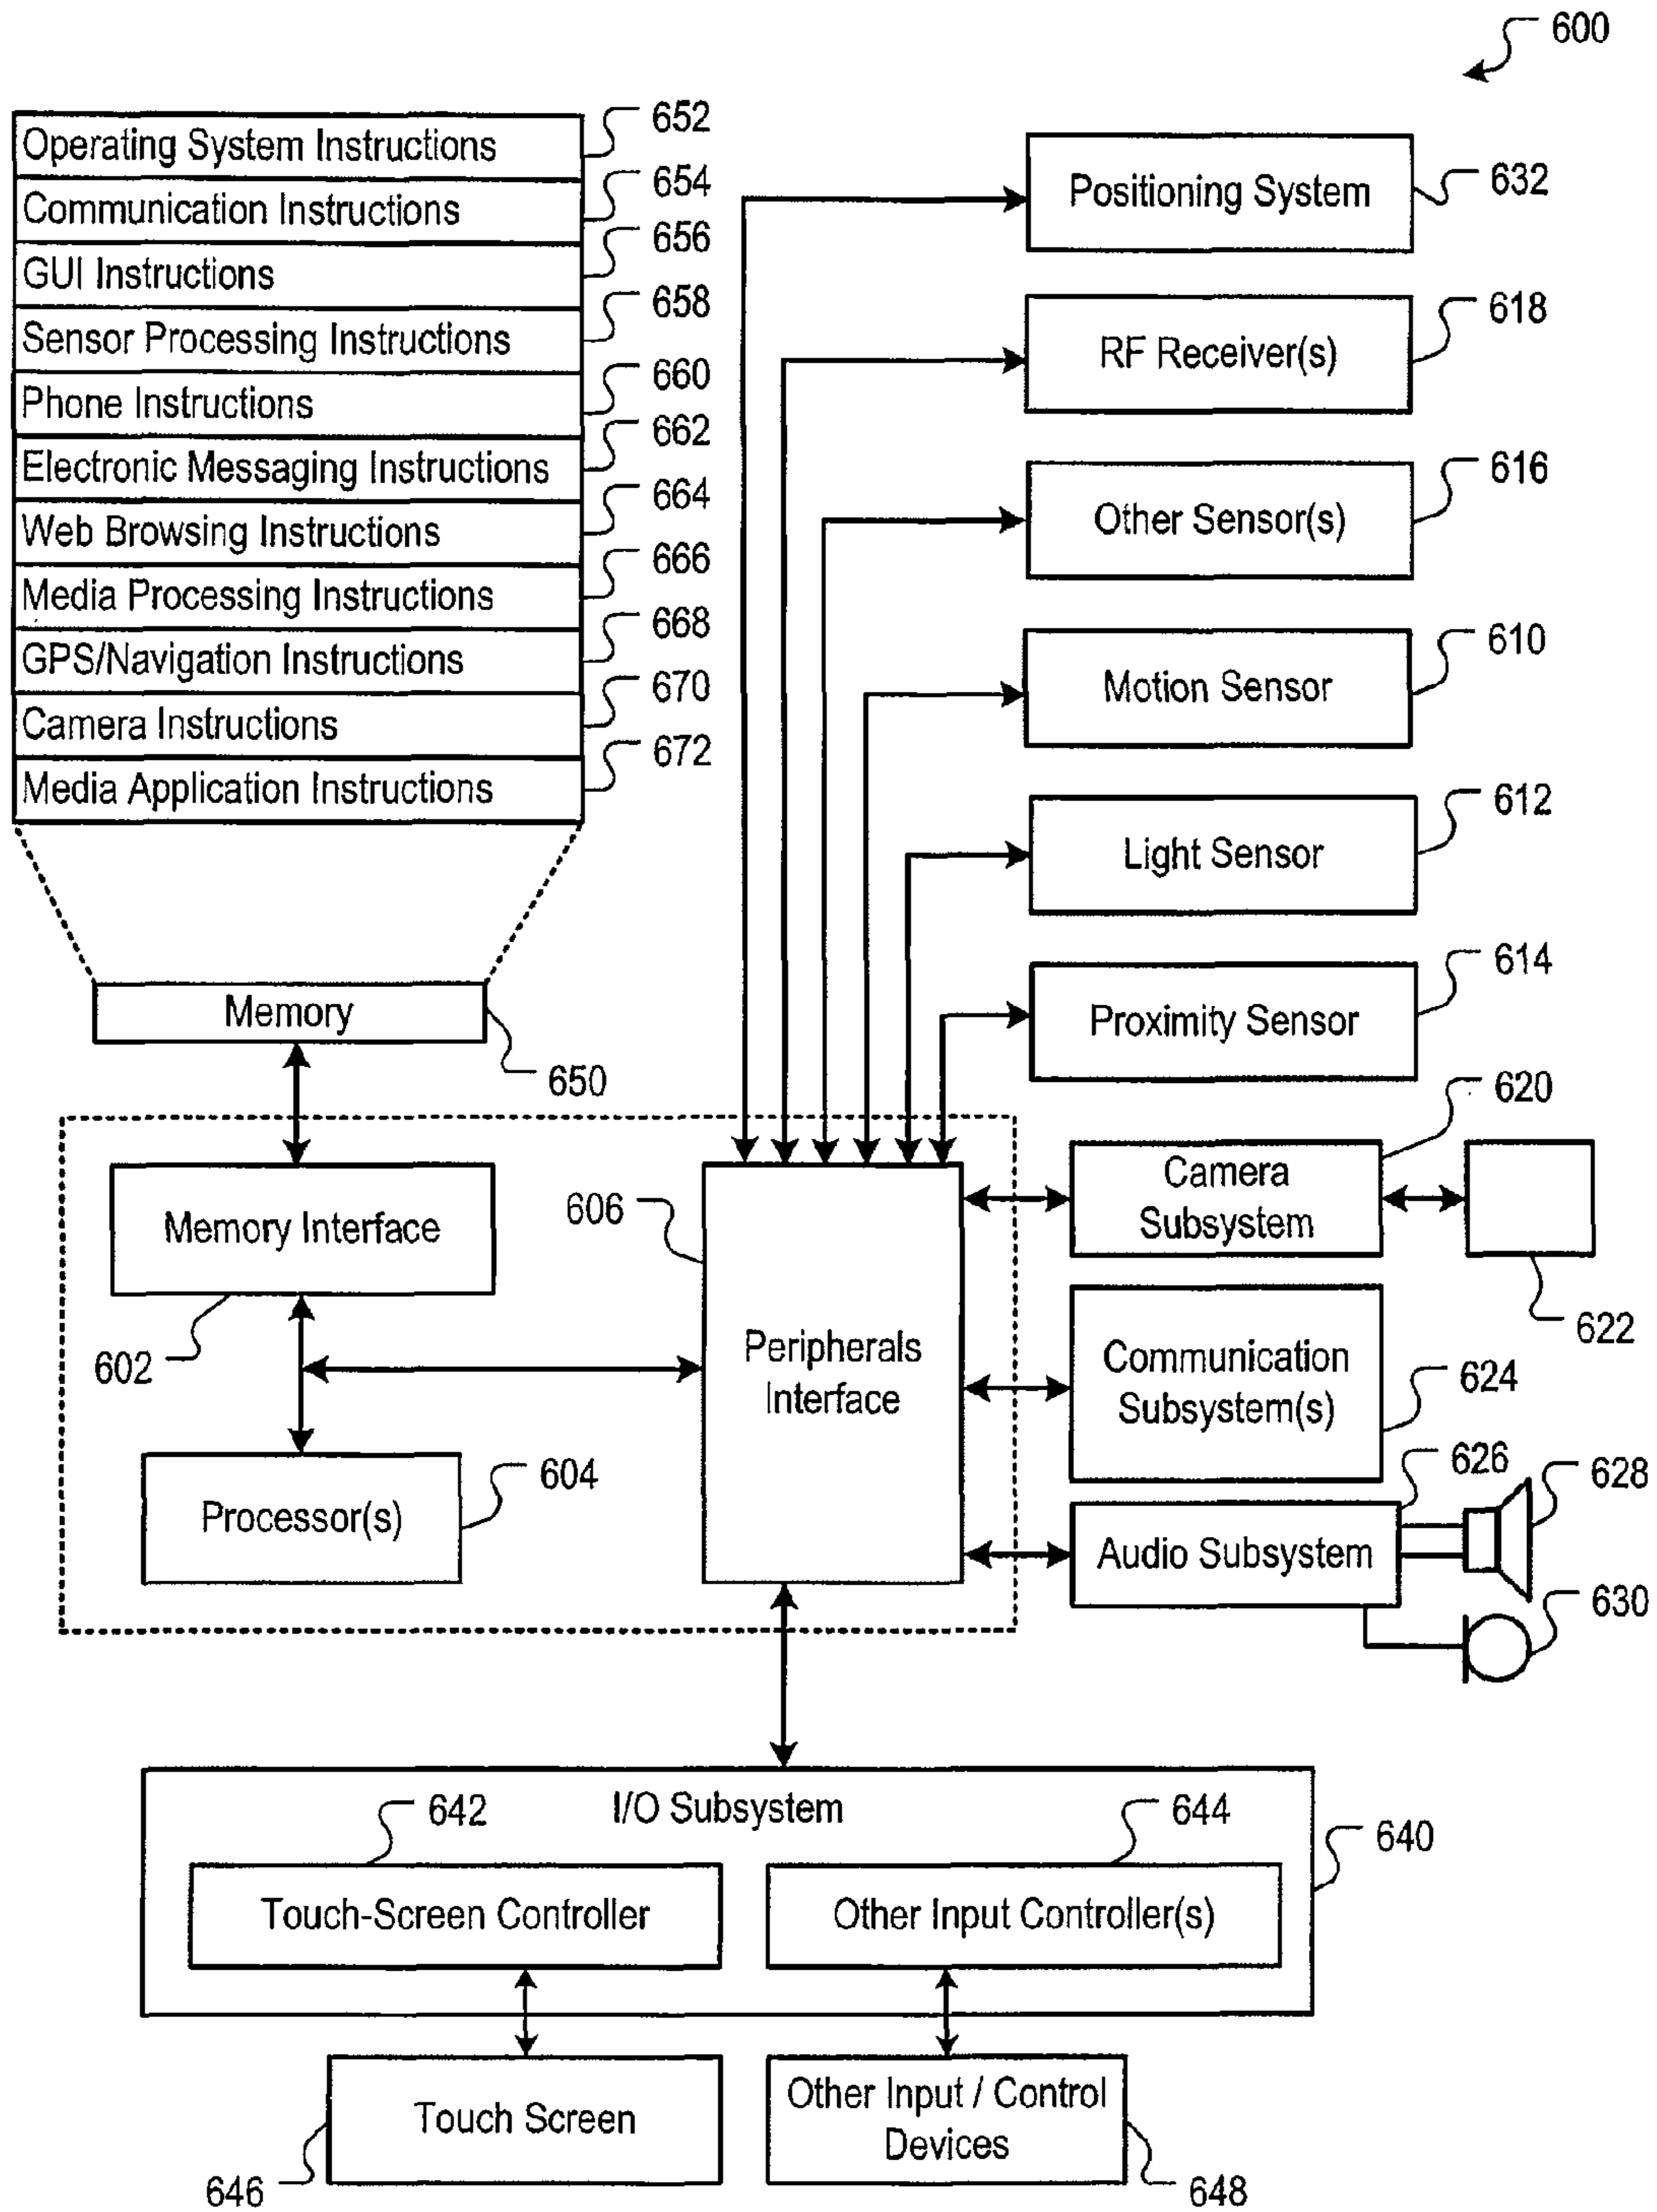 600
Operating System Instructions
652
Communication Instructions
654
GUI Instructions
656
Sensor Processing Instructions
658
Phone Instructions
660
Electronic Messaging Instructions
662
Web Browsing Instructions
664
Media Processing Instructions
666
GPS/Navigation Instructions
668
Camera Instructions
670
Media Application Instructions
672
Positioning System
632
RF Receiver(s)
618
Other Sensor(s)
616
Motion Sensor
610
Light Sensor
612
Proximity Sensor
614
Memory
650
Memory Interface
602
Processor(s)
604
606
Peripherals
Interface
Camera
Subsystem
620
622
Communication
Subsystem(s)
624
Audio Subsystem
626
628
630
I/O Subsystem
640
642
Touch-Screen Controller
644
Other Input Controller(s)
Touch Screen
646
Other Input / Control
Devices
648